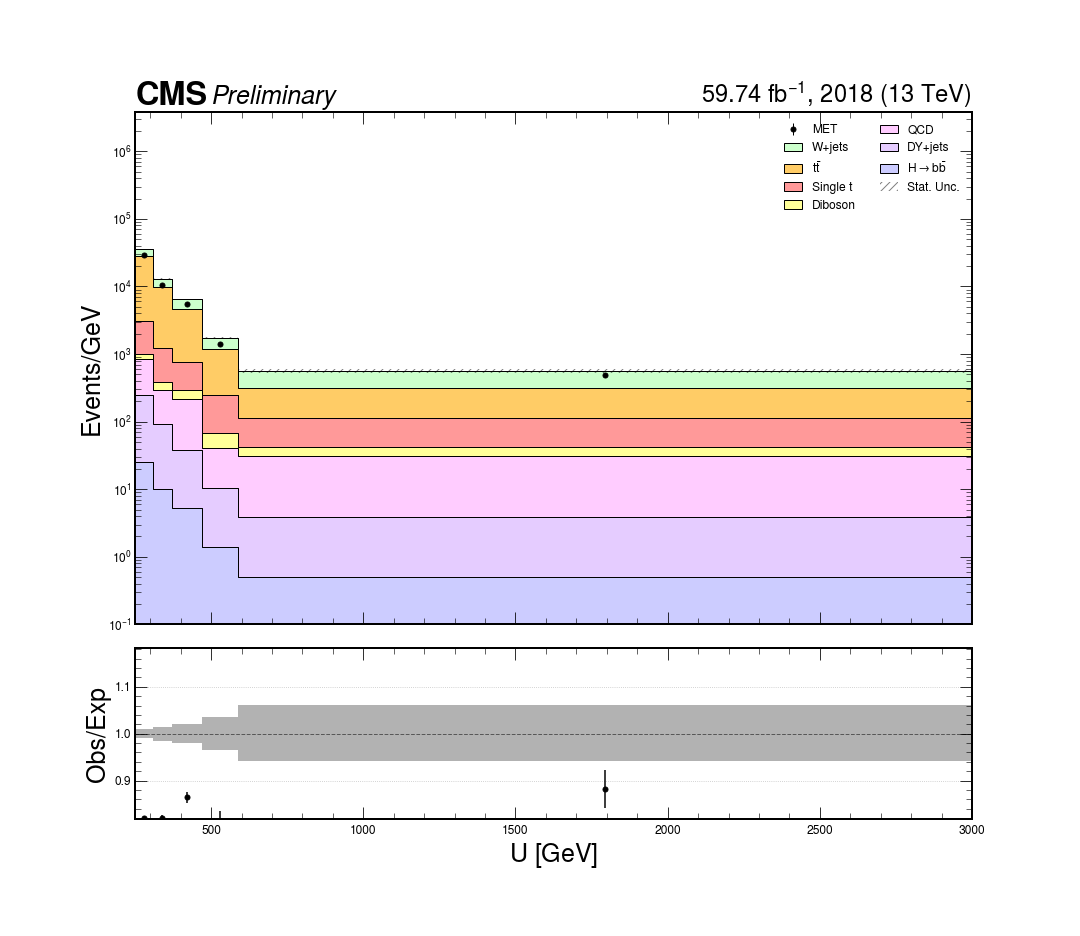 CMS Preliminary 59.74 fb⁻¹, 2018 (13 TeV)
MET QCD
W+jets DY+jets
tt̄ H→bb̄
Single t Stat. Unc.
Diboson
Events/GeV
10⁶
10⁵
10⁴
10³
10²
10¹
10⁰
10⁻¹
Obs/Exp
1.1
1.0
0.9
500 1000 1500 2000 2500 3000
U [GeV]